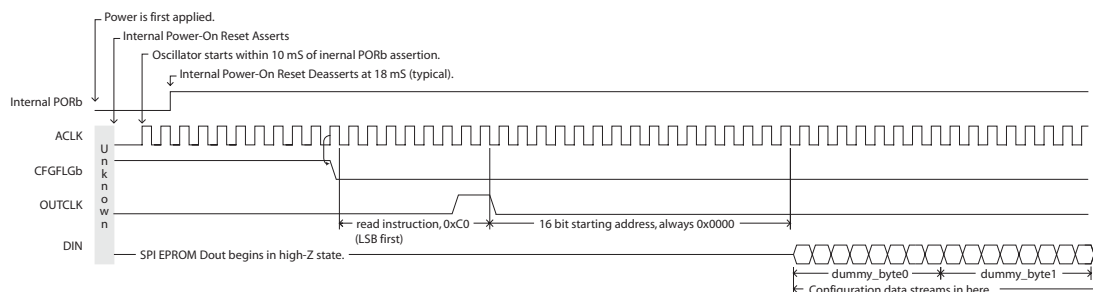 Power is first applied.
Internal Power-On Reset Asserts
Oscillator starts within 10 mS of inernal PORb assertion.
Internal Power-On Reset Deasserts at 18 mS (typical).
Internal PORb
ACLK
Unknown
CFGFLGb
OUTCLK
read instruction, 0xC0
(LSB first)
16 bit starting address, always 0x0000
DIN
SPI EPROM Dout begins in high-Z state.
dummy_byte0
dummy_byte1
Configuration data streams in here